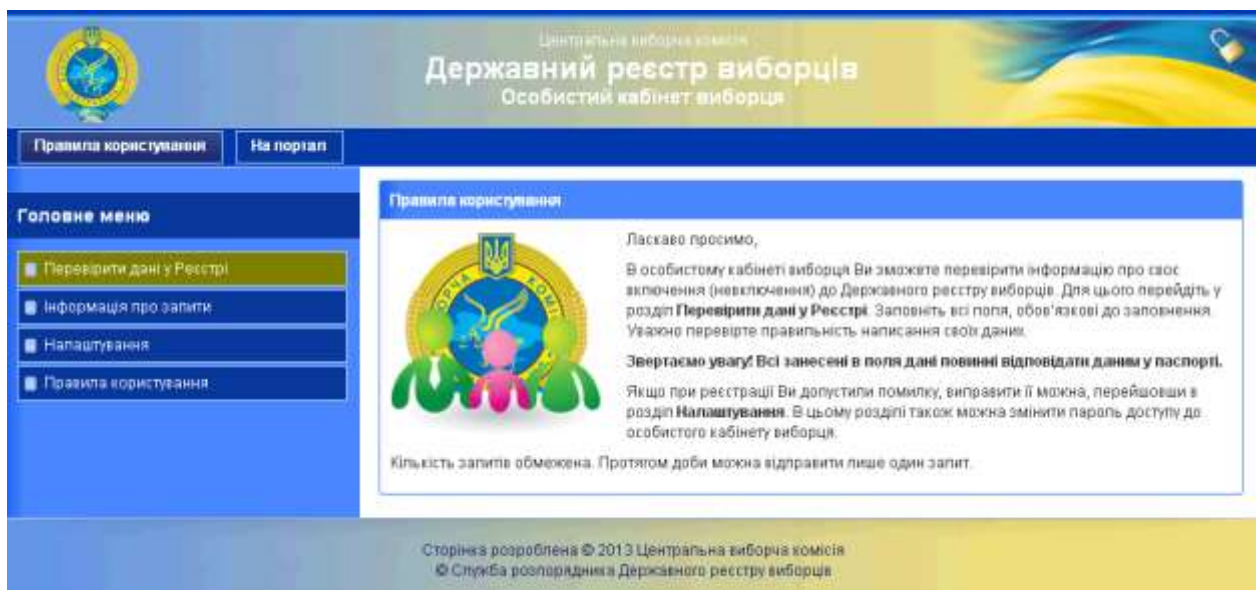 Центральна виборча комісія
Державний реєстр виборців
Особистий кабінет виборця
Правила користування
На портал
Головне меню
Перевірити дані у Реєстрі
Інформація про запити
Налаштування
Правила користування
Правила користування
Ласкаво просимо,
В особистому кабінеті виборця Ви зможете перевірити інформацію про своє
включення (невключення) до Державного реєстру виборців. Для цього перейдіть у
розділ Перевірити дані у Реєстрі. Заповніть всі поля, обов'язкові до заповнення.
Уважно перевірте правильність написання своїх даних.
Звертаємо увагу! Всі занесені в поля дані повинні відповідати даним у паспорті.
Якщо при реєстрації Ви допустили помилку, виправити її можна, перейшовши в
розділ Налаштування. В цьому розділі також можна змінити пароль доступу до
особистого кабінету виборця.
Кількість запитів обмежена. Протягом доби можна відправити лише один запит.
Сторінка розроблена © 2013 Центральна виборча комісія
© Служба розпорядника Державного реєстру виборців